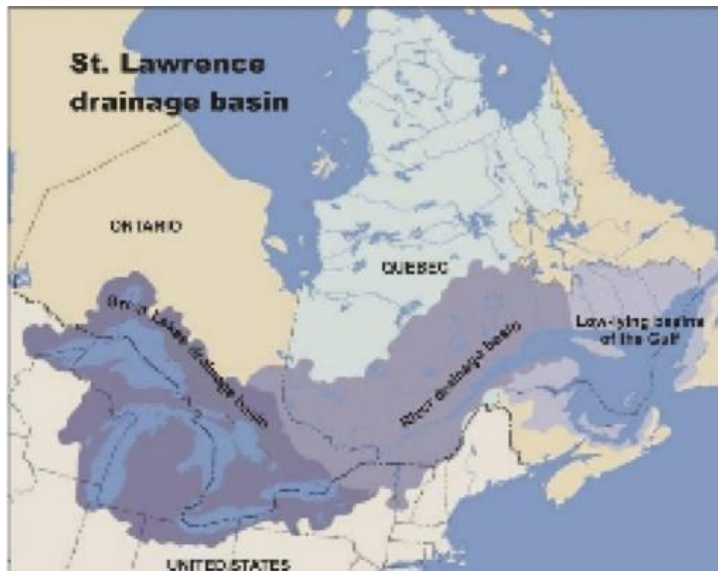 St. Lawrence
drainage basin
ONTARIO
QUEBEC
Great Lakes drainage basin
River drainage basin
Low-lying basins
of the Gulf
UNITED STATES